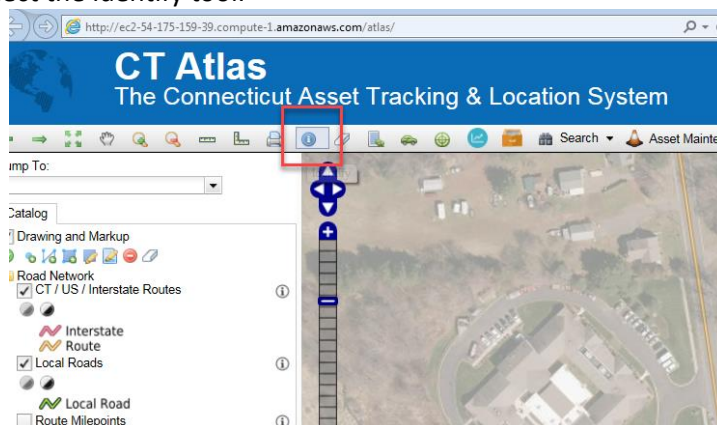 http://ec2-54-175-159-39.compute-1.amazonaws.com/atlas/
CT Atlas
The Connecticut Asset Tracking & Location System
Search
Asset Mainte
ump To:
Catalog
Drawing and Markup
Road Network
CT / US / Interstate Routes
Interstate
Route
Local Roads
Local Road
Route Milepoints